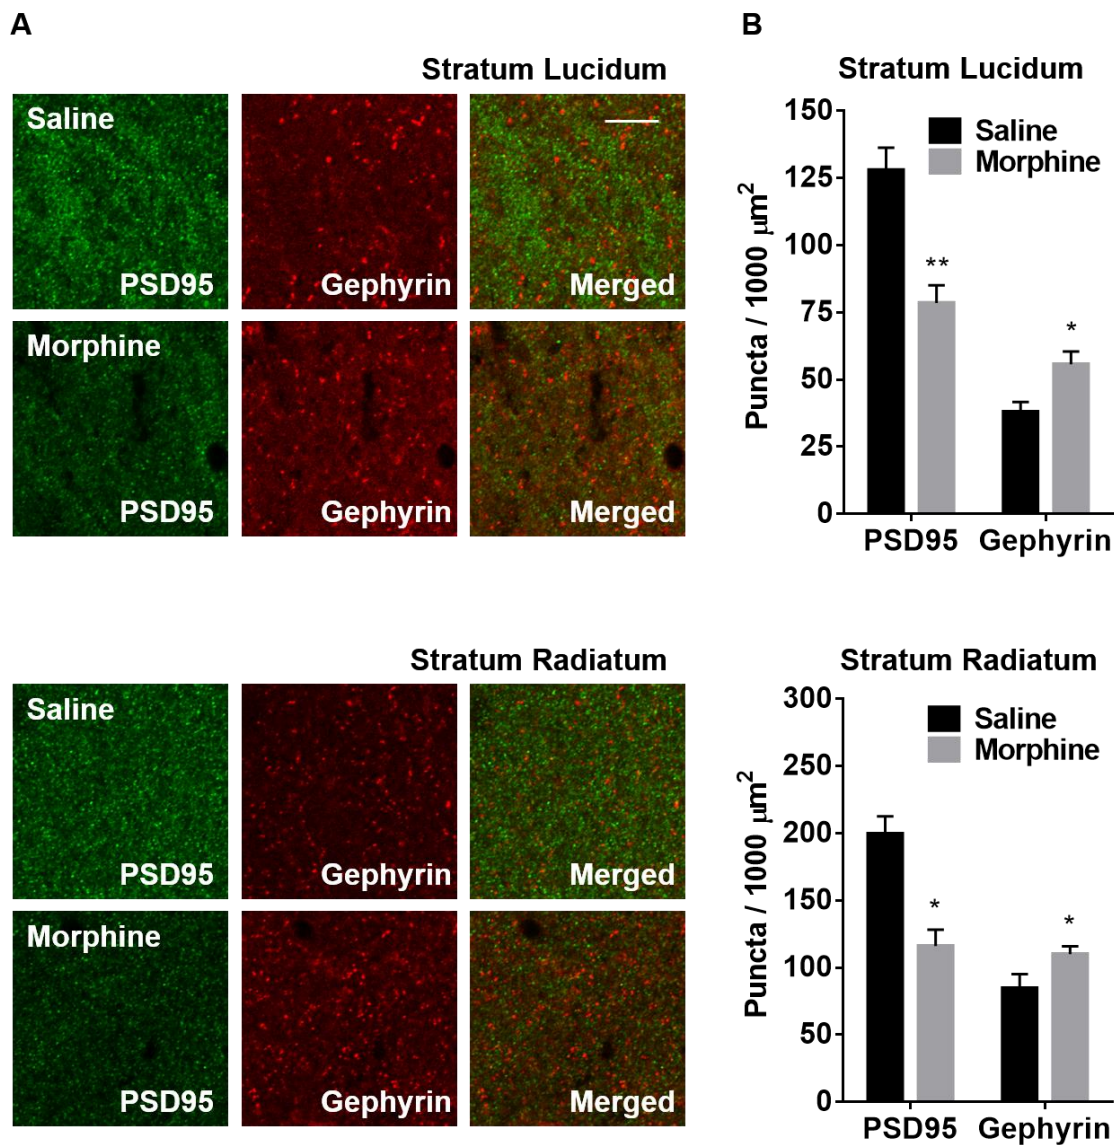 A
Stratum Lucidum
Saline
PSD95
Gephyrin
Merged
Morphine
PSD95
Gephyrin
Merged
Stratum Radiatum
Saline
PSD95
Gephyrin
Merged
Morphine
PSD95
Gephyrin
Merged
B
Stratum Lucidum
Puncta / 1000 µm²
150
125
100
75
50
25
0
Saline
Morphine
**
*
PSD95 Gephyrin
Stratum Radiatum
Puncta / 1000 µm²
300
250
200
150
100
50
0
Saline
Morphine
*
*
PSD95 Gephyrin